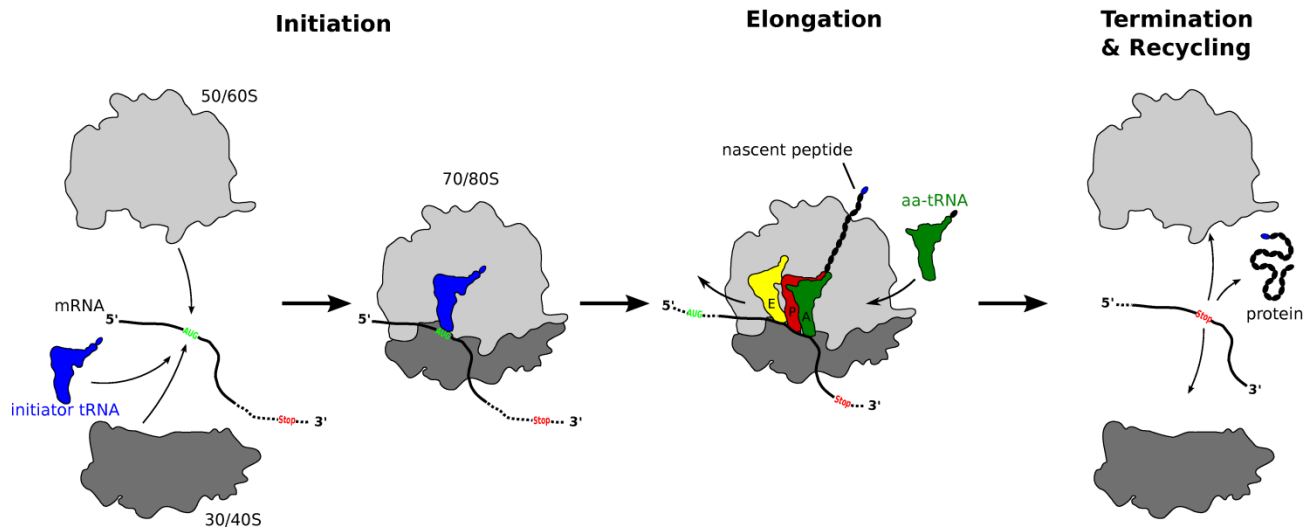 Initiation
Elongation
Termination
& Recycling
50/60S
mRNA
5'
AUG
initiator tRNA
Stop
3'
30/40S
70/80S
5'
AUG
Stop
3'
nascent peptide
aa-tRNA
E
P
A
5'
AUG
Stop
3'
5'
Stop
3'
protein